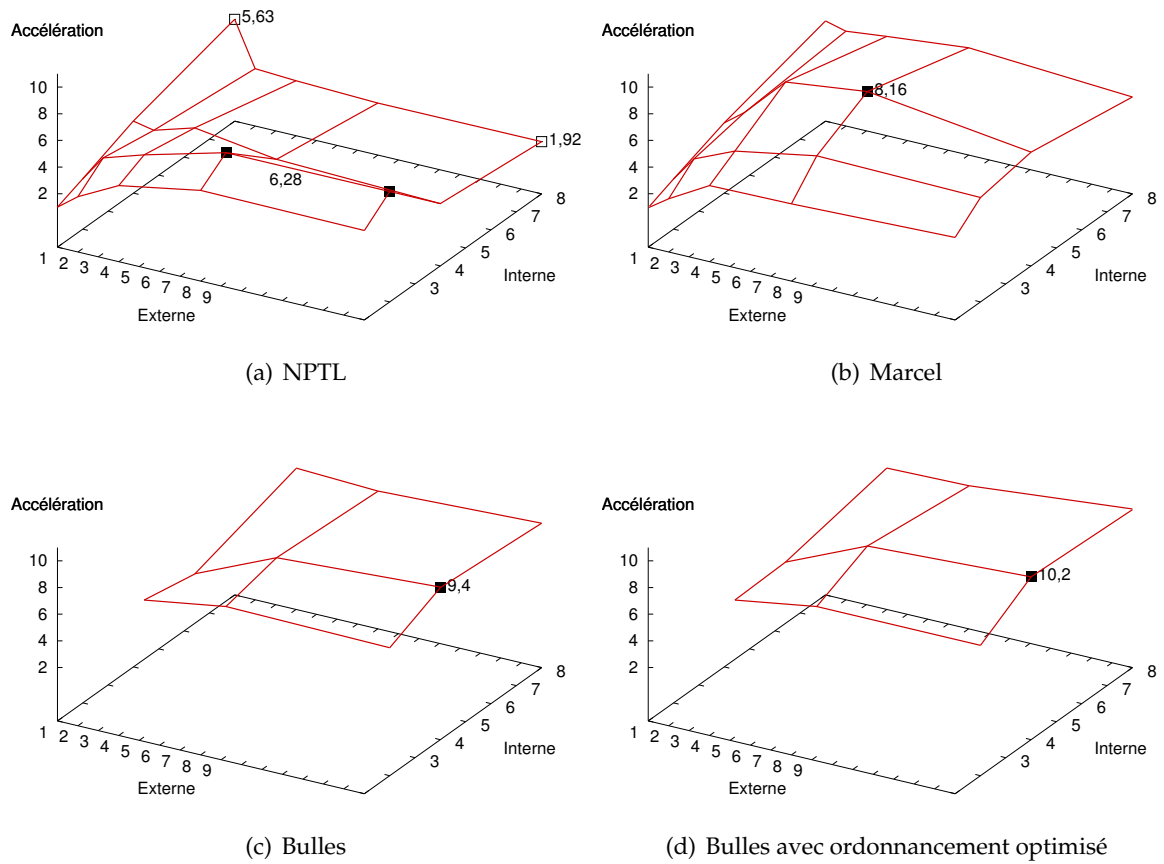 Accélération
5,63
10
8
6
4
2
1,92
6,28
8
7
6
5
4
3
Interne
1 2 3 4 5 6 7 8 9
Externe
(a) NPTL
Accélération
10
8
6
4
2
8,16
8
7
6
5
4
3
Interne
1 2 3 4 5 6 7 8 9
Externe
(b) Marcel
Accélération
10
8
6
4
2
9,4
8
7
6
5
4
3
Interne
1 2 3 4 5 6 7 8 9
Externe
(c) Bulles
Accélération
10
8
6
4
2
10,2
8
7
6
5
4
3
Interne
1 2 3 4 5 6 7 8 9
Externe
(d) Bulles avec ordonnancement optimisé